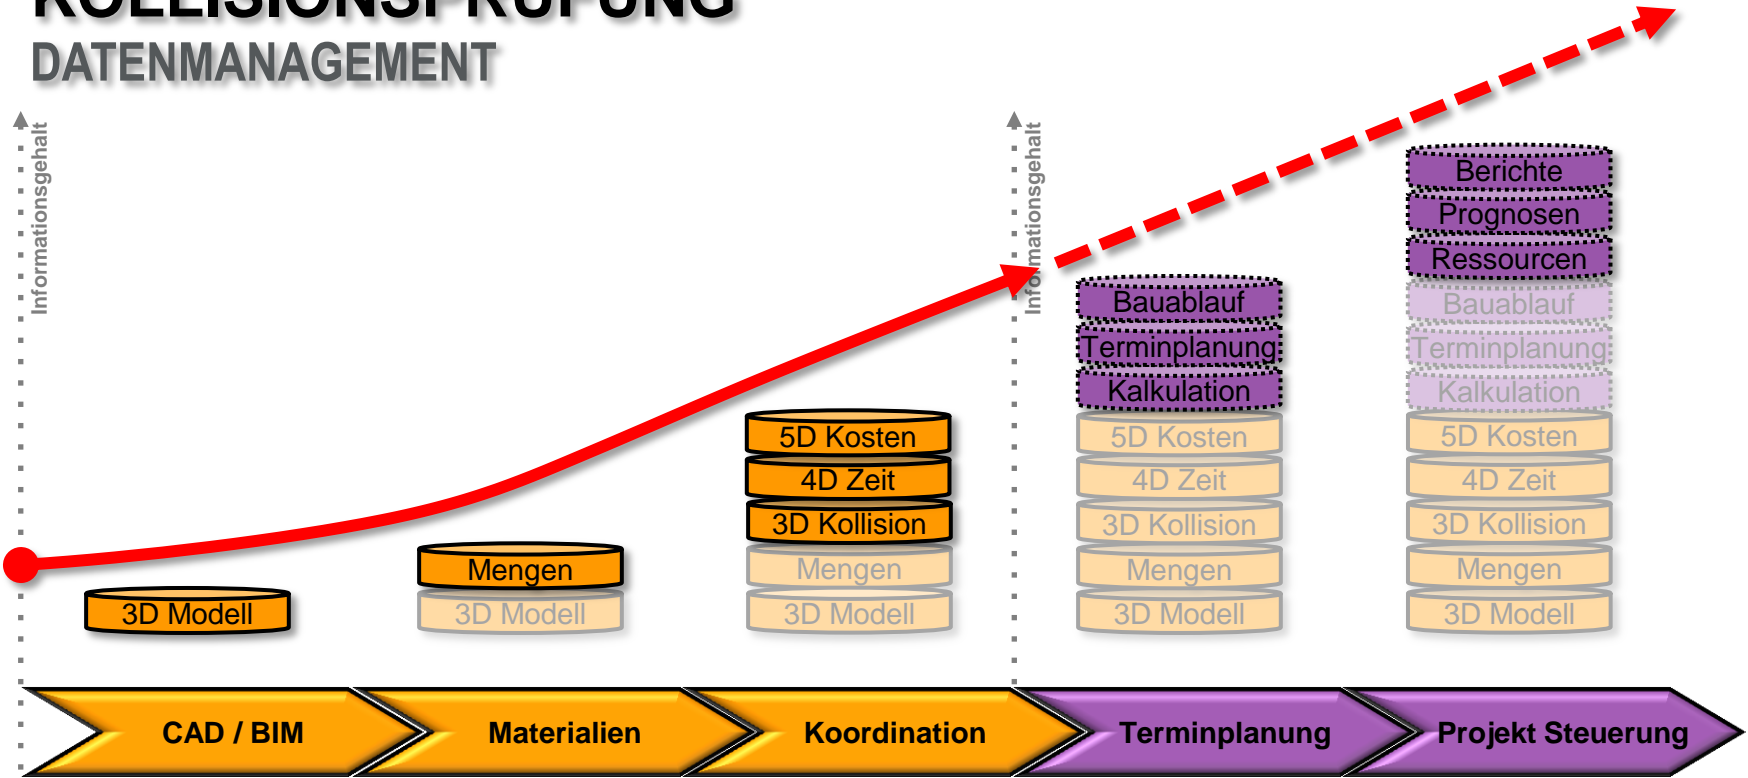 KOLLISIONSPRÜFUNG
DATENMANAGEMENT
Informationsgehalt
Informationsgehalt
3D Modell
Mengen
3D Modell
5D Kosten
4D Zeit
3D Kollision
Mengen
3D Modell
Bauablauf
Terminplanung
Kalkulation
5D Kosten
4D Zeit
3D Kollision
Mengen
3D Modell
Berichte
Prognosen
Ressourcen
Bauablauf
Terminplanung
Kalkulation
5D Kosten
4D Zeit
3D Kollision
Mengen
3D Modell
CAD / BIM
Materialien
Koordination
Terminplanung
Projekt Steuerung